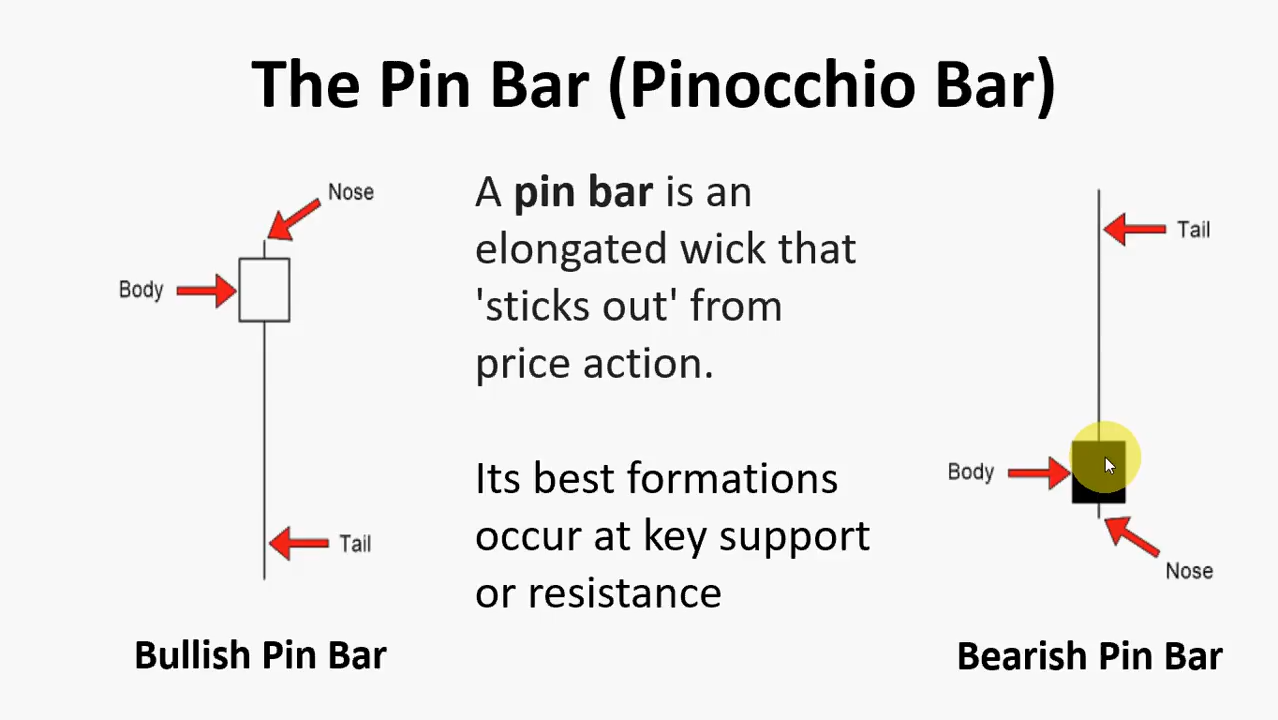 The Pin Bar (Pinocchio Bar)
Nose
Body
Tail
Bullish Pin Bar
A pin bar is an
elongated wick that
'sticks out' from
price action.
Its best formations
occur at key support
or resistance
Tail
Body
Nose
Bearish Pin Bar